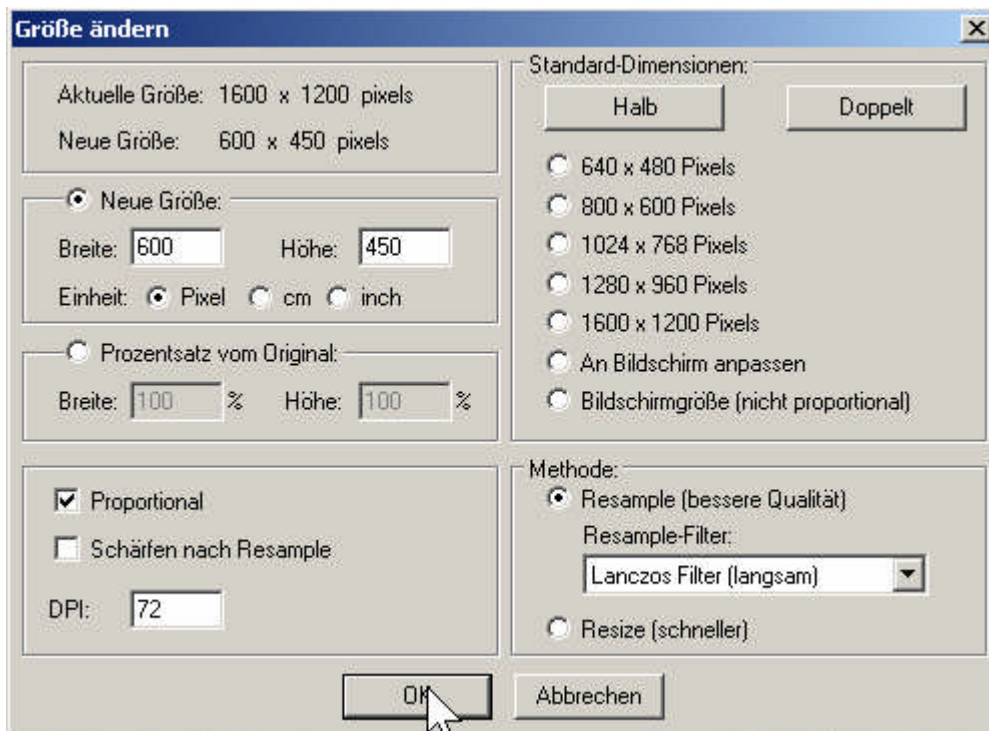 Größe ändern
Aktuelle Größe: 1600 x 1200 pixels
Neue Größe: 600 x 450 pixels
Neue Größe:
Breite: 600 Höhe: 450
Einheit: Pixel cm inch
Prozentsatz vom Original:
Breite: 100 % Höhe: 100 %
Proportional
Schärfen nach Resample
DPI: 72
Standard-Dimensionen:
Halb Doppelt
640 x 480 Pixels
800 x 600 Pixels
1024 x 768 Pixels
1280 x 960 Pixels
1600 x 1200 Pixels
An Bildschirm anpassen
Bildschirmgröße (nicht proportional)
Methode:
Resample (bessere Qualität)
Resample-Filter:
Lanczos Filter (langsam)
Resize (schneller)
OK Abbrechen